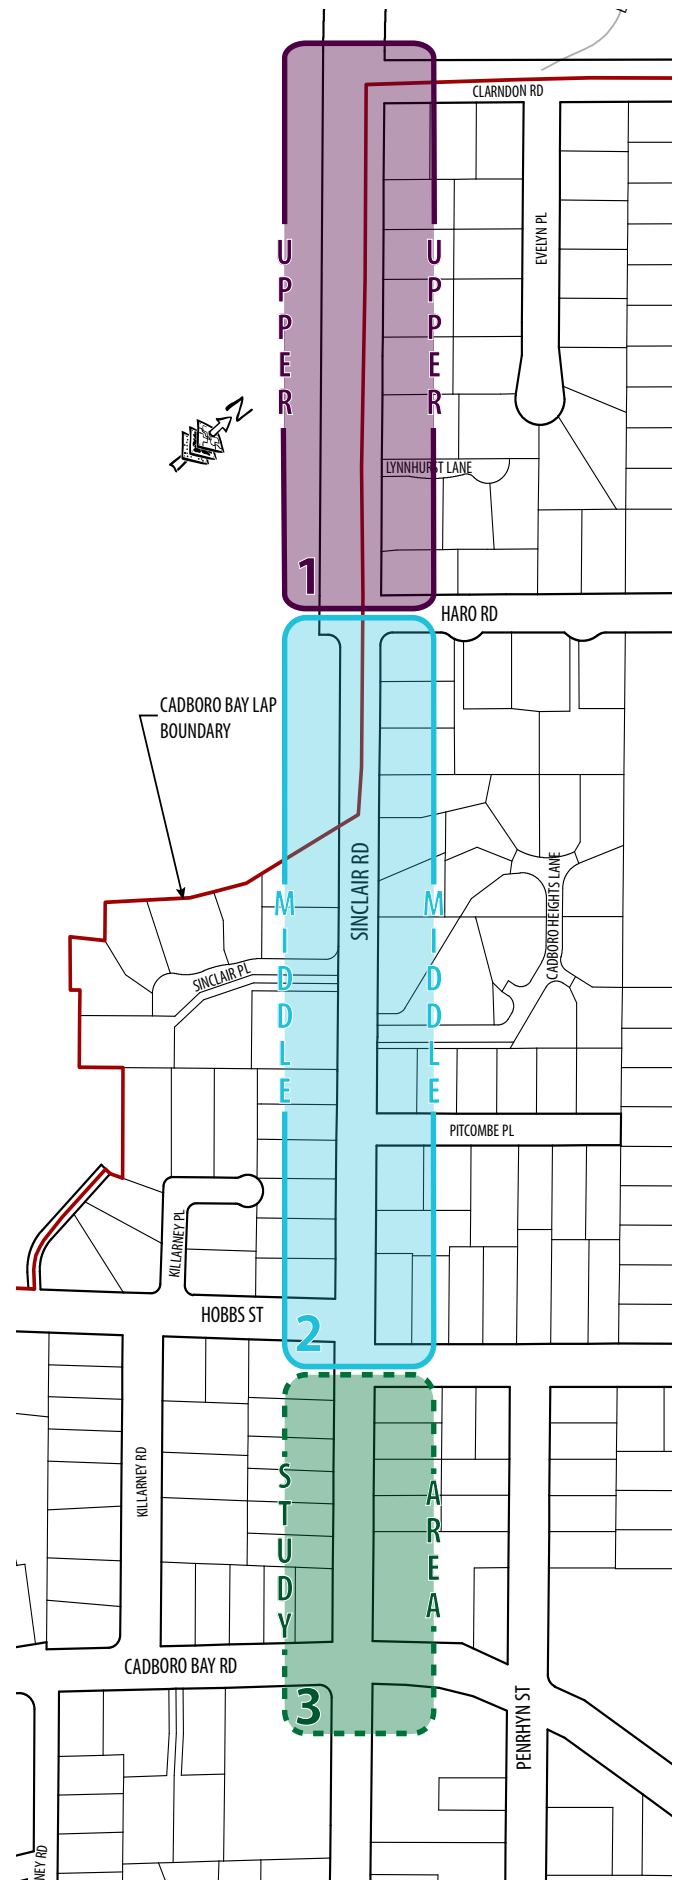 CLARNDON RD
EVELYN PL
UPPER
UPPER
N
LYNNHURST LANE
1
HARO RD
CADBORO BAY LAP
BOUNDARY
SINCLAIR RD
CADBORO HEIGHTS LANE
MIDDLE
MIDDLE
SINCLAIR PL
PITCOMBE PL
KILLARNEY PL
HOBBS ST
2
KILLARNEY RD
STUDY
AREA
CADBORO BAY RD
3
PENRHYN ST
NEY RD